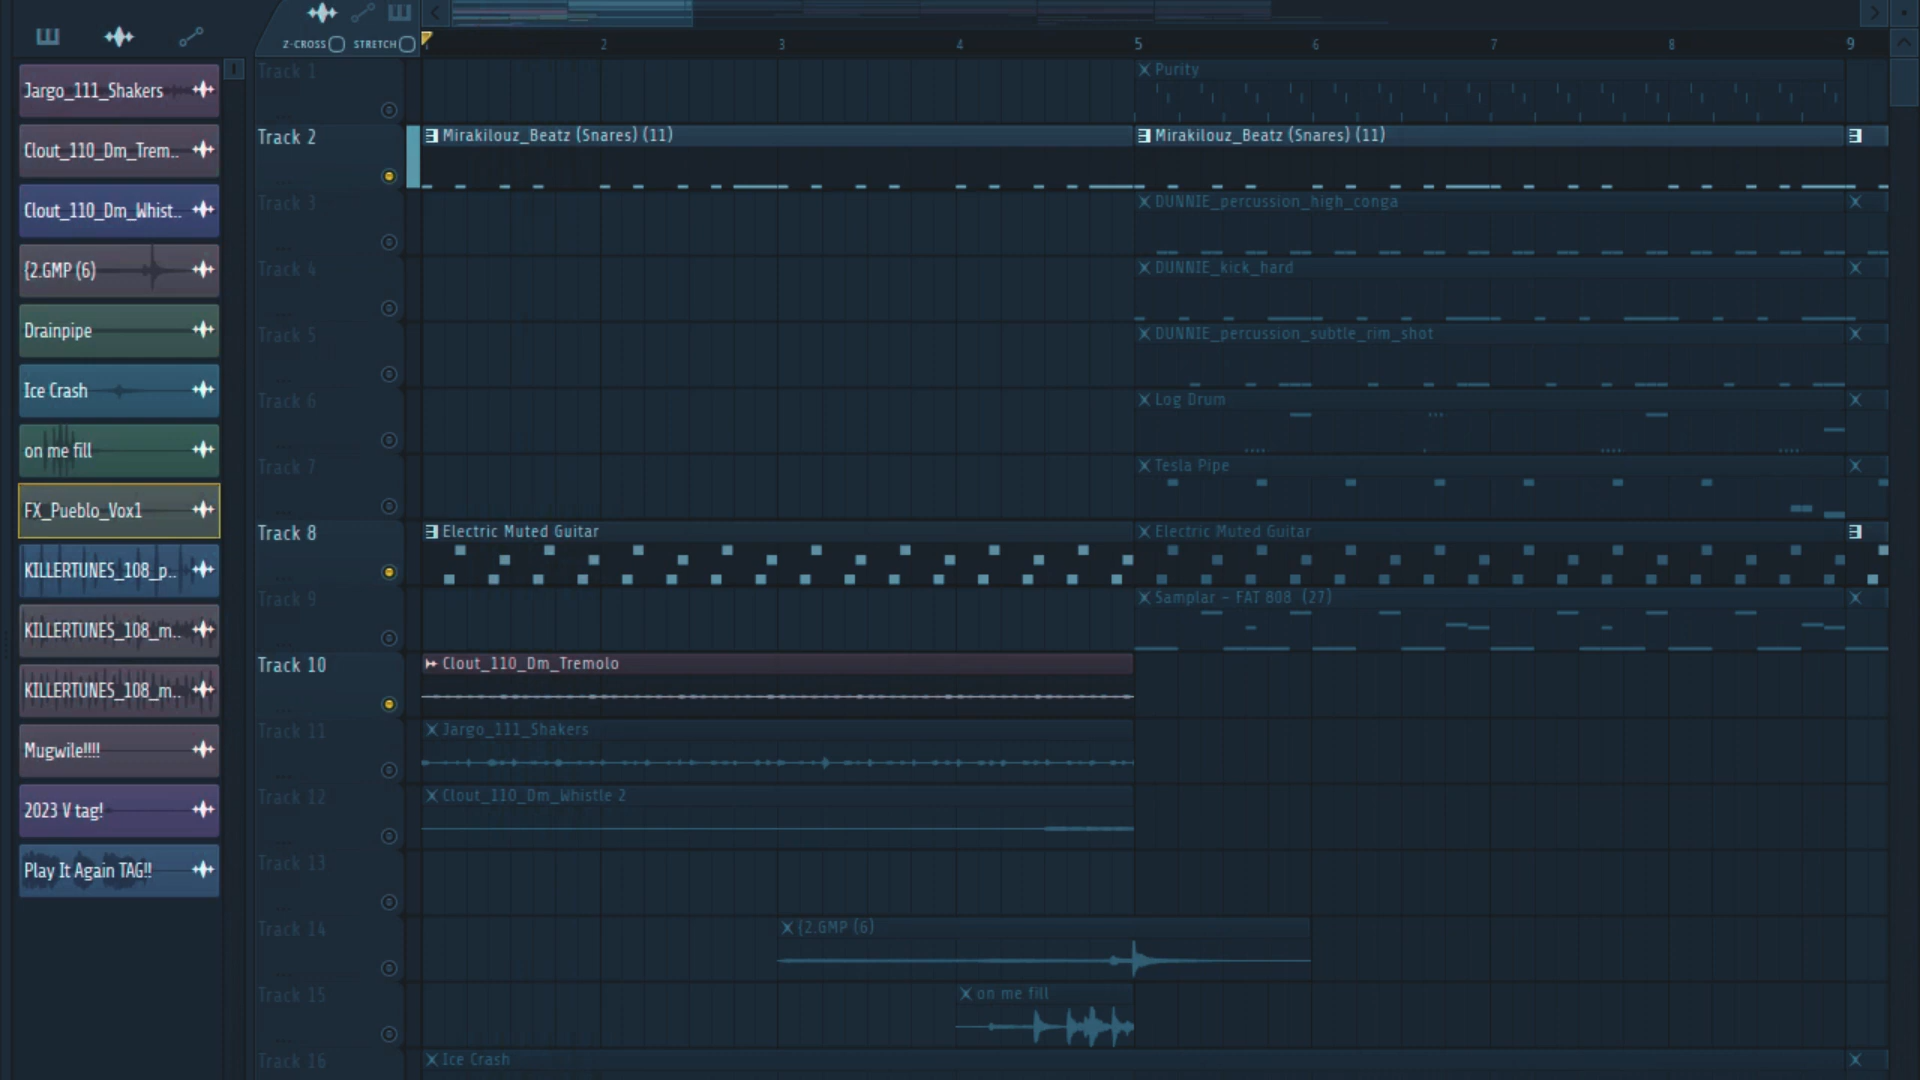 Z-CROSS STRETCH
2 3 4 5 6 7 8 9
Jargo_111_Shakers
Clout_110_Dm_Trem..
Clout_110_Dm_Whist..
{2.GMP (6)
Drainpipe
Ice Crash
on me fill
FX_Pueblo_Vox1
KILLERTUNES_108_p..
KILLERTUNES_108_m..
KILLERTUNES_108_m..
Mugwile!!!!
2023 V tag!
Play It Again TAG!!
Track 1 Purity
Track 2 Mirakilouz_Beatz (Snares) (11) Mirakilouz_Beatz (Snares) (11)
Track 3 DUNNIE_percussion_high_conga
Track 4 DUNNIE_kick_hard
Track 5 DUNNIE_percussion_subtle_rim_shot
Track 6 Log Drum
Track 7 Tesla Pipe
Track 8 Electric Muted Guitar Electric Muted Guitar
Track 9 Samplar – FAT 808 (27)
Track 10 Clout_110_Dm_Tremolo
Track 11 Jargo_111_Shakers
Track 12 Clout_110_Dm_Whistle 2
Track 13
Track 14 {2.GMP (6)
Track 15 on me fill
Track 16 Ice Crash